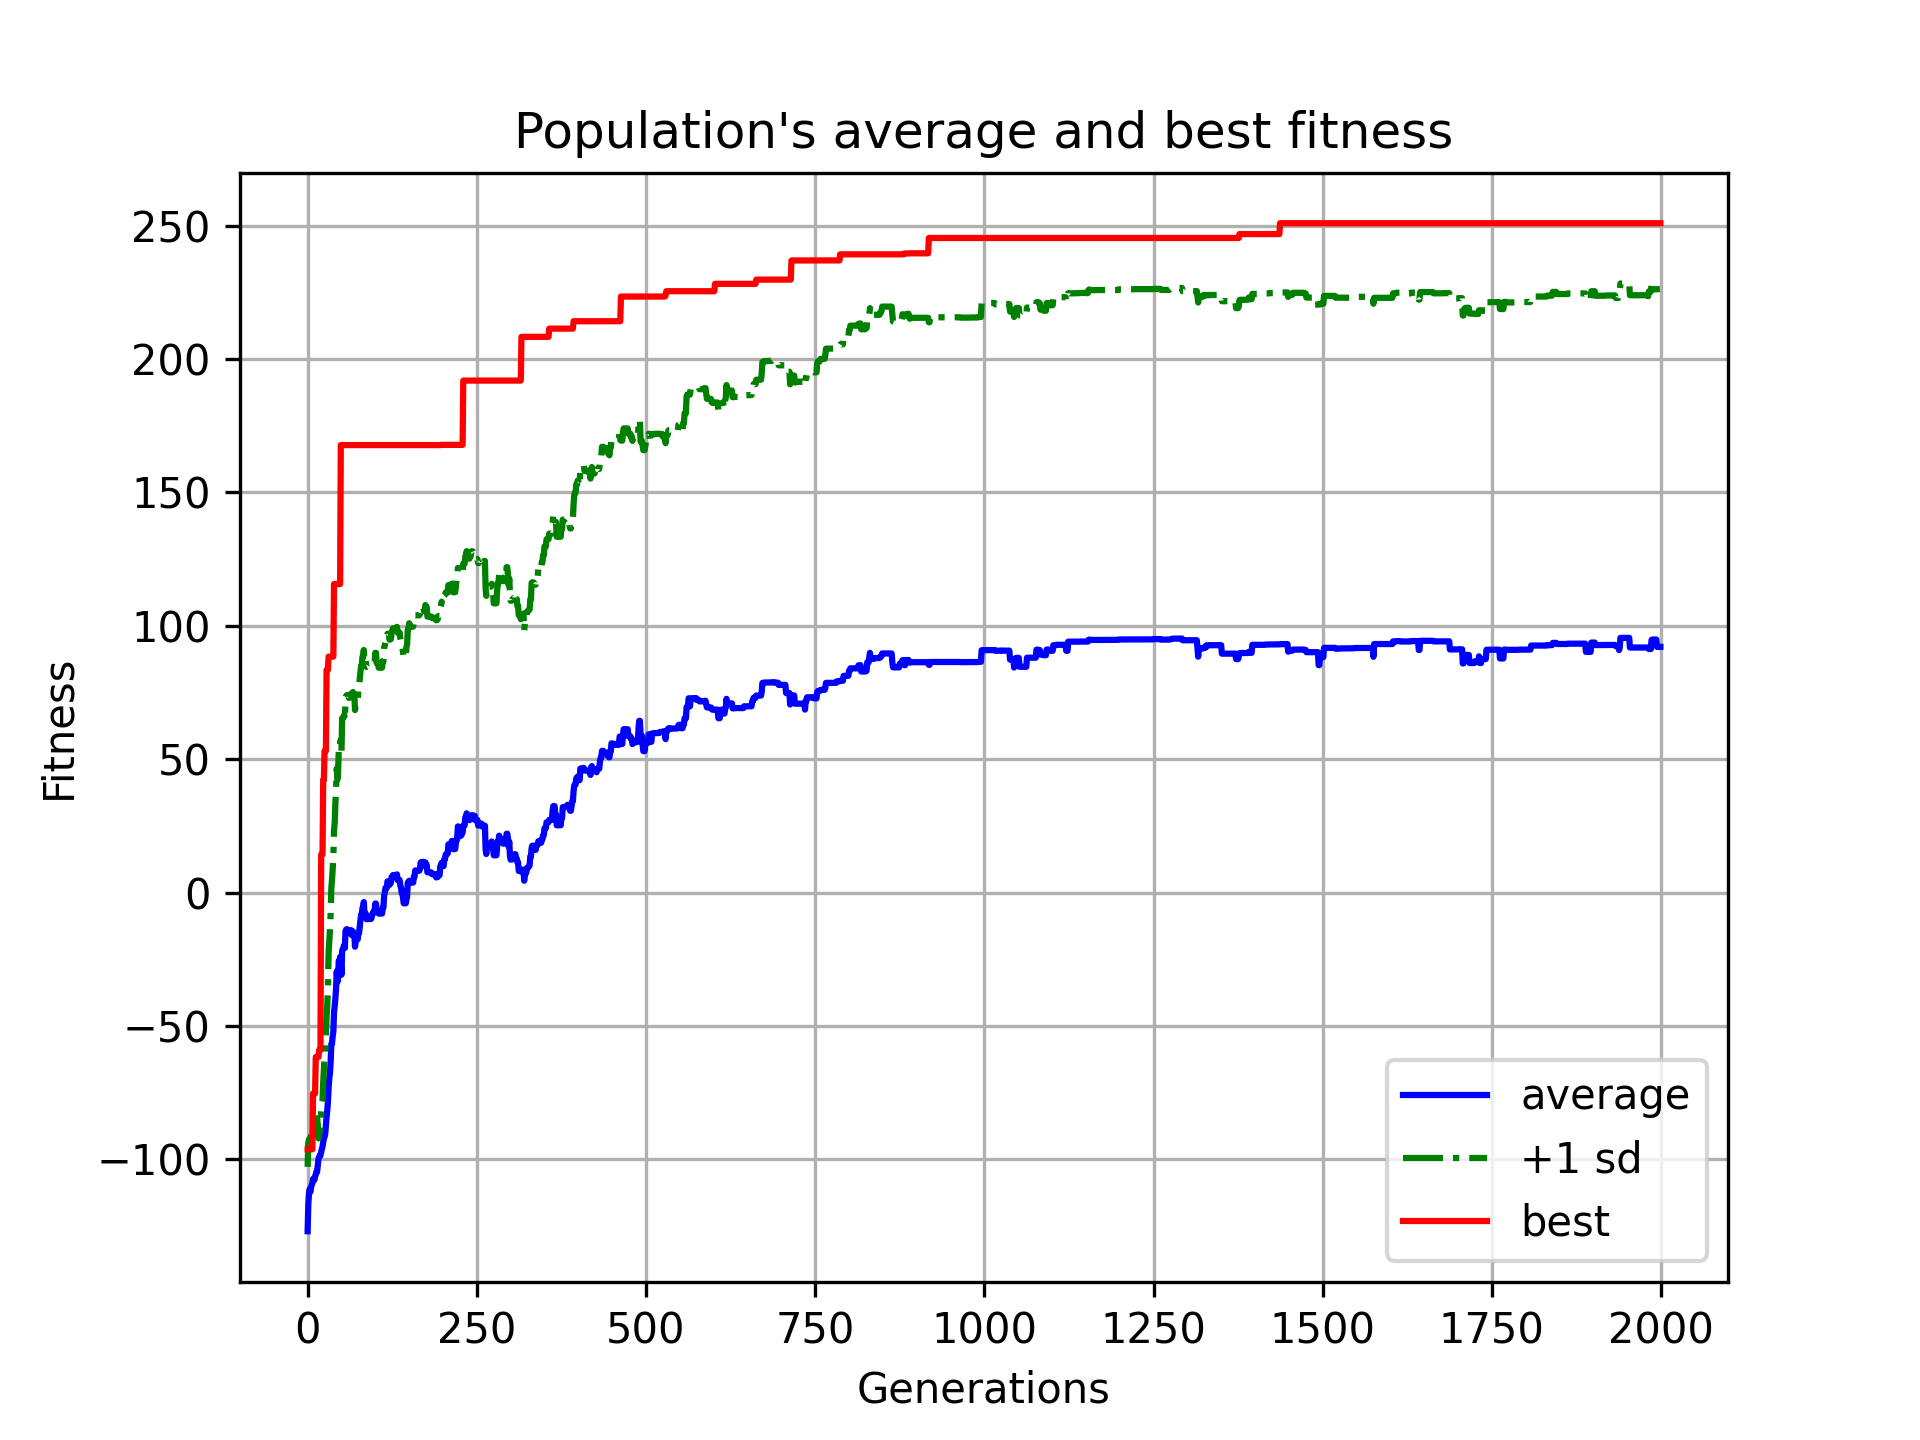 Population's average and best fitness
Fitness
250
200
150
100
50
0
−50
−100
average
+1 sd
best
0 250 500 750 1000 1250 1500 1750 2000
Generations